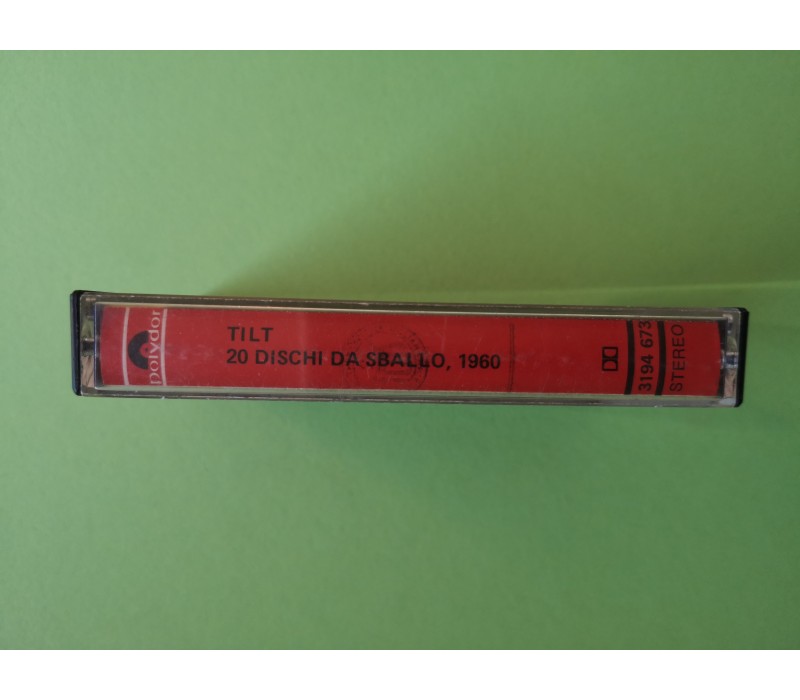 polydor
TILT
20 DISCHI DA SBALLO, 1960
3194 673
STEREO